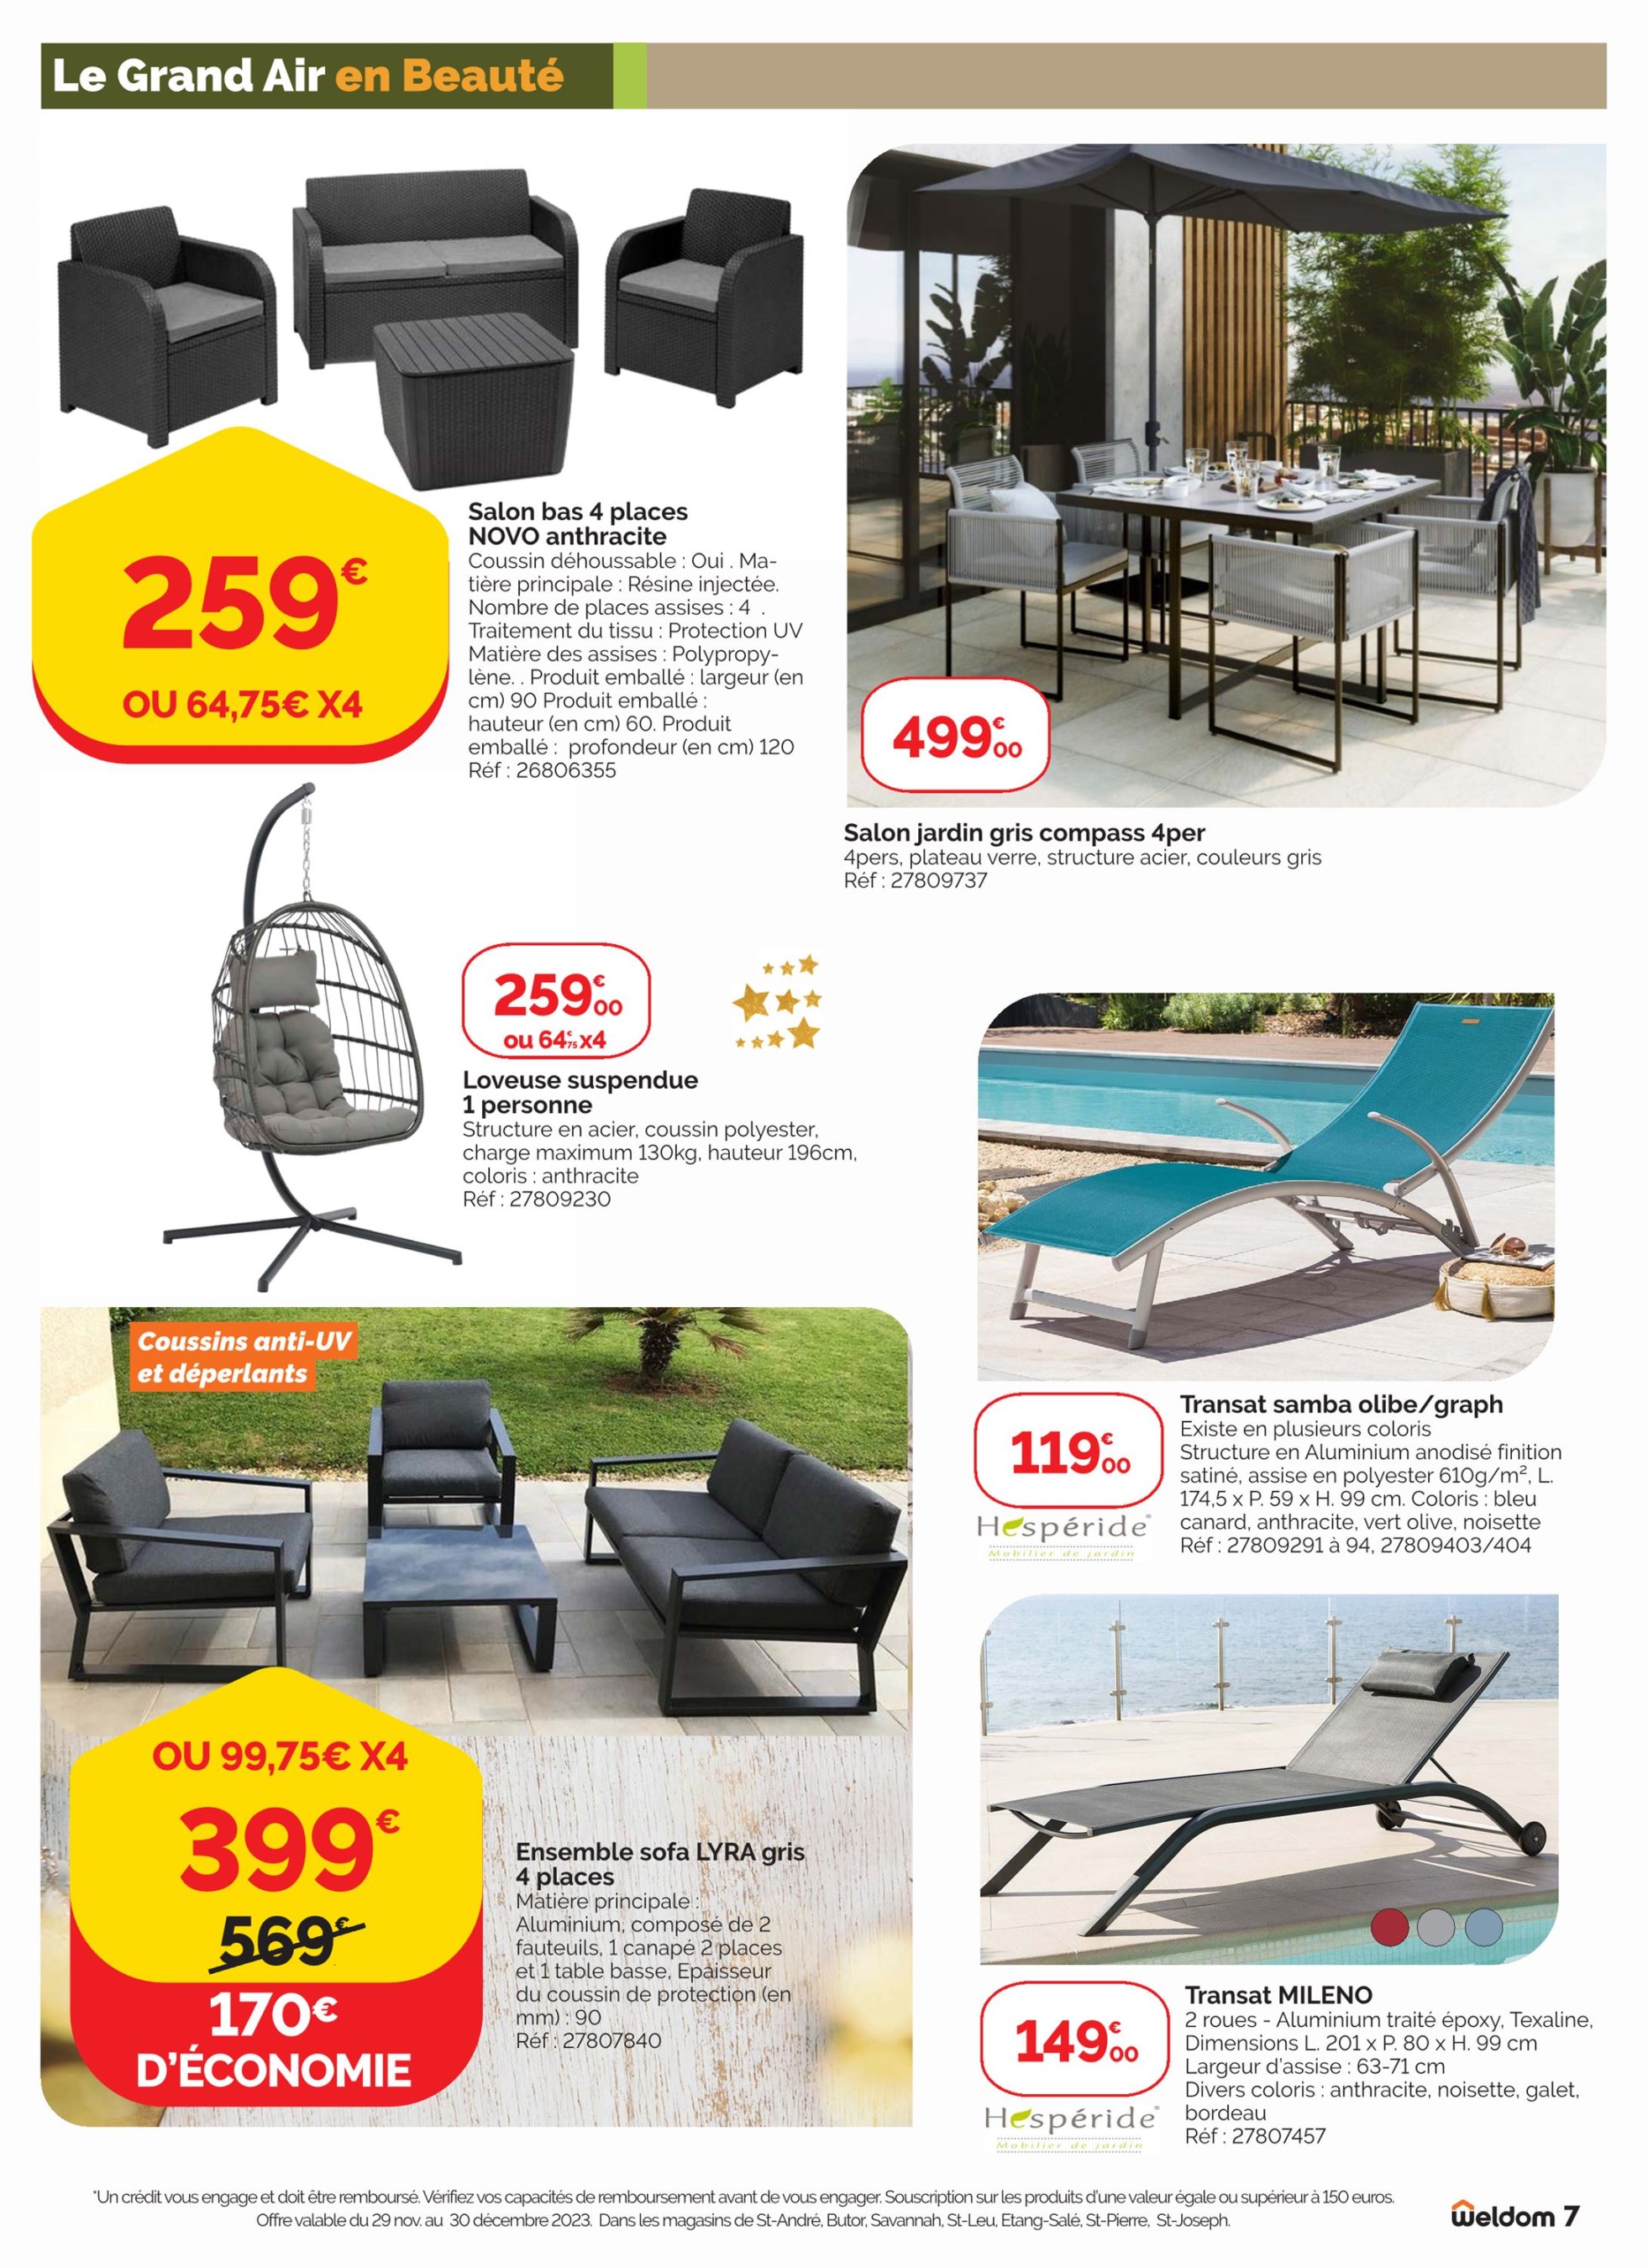 Le Grand Air en Beauté
259€
OU 64,75€ X4
Salon bas 4 places
NOVO anthracite
Coussin déhoussable : Oui . Ma-
tière principale : Résine injectée.
Nombre de places assises : 4 .
Traitement du tissu : Protection UV
Matière des assises : Polypropy-
lène. . Produit emballé : largeur (en
cm) 90 Produit emballé :
hauteur (en cm) 60. Produit
emballé : profondeur (en cm) 120
Réf : 26806355
499€00
Salon jardin gris compass 4per
4pers, plateau verre, structure acier, couleurs gris
Réf : 27809737
259€00
ou 64€75 x4
Loveuse suspendue
1 personne
Structure en acier, coussin polyester,
charge maximum 130kg, hauteur 196cm,
coloris : anthracite
Réf : 27809230
119€00
Hespéride®
Mobilier de jardin
Transat samba olibe/graph
Existe en plusieurs coloris
Structure en Aluminium anodisé finition
satiné, assise en polyester 610g/m², L.
174,5 x P. 59 x H. 99 cm. Coloris : bleu
canard, anthracite, vert olive, noisette
Réf : 27809291 à 94, 27809403/404
Coussins anti-UV
et déperlants
OU 99,75€ X4
399€
569€
170€
D'ÉCONOMIE
Ensemble sofa LYRA gris
4 places
Matière principale :
Aluminium, composé de 2
fauteuils, 1 canapé 2 places
et 1 table basse, Epaisseur
du coussin de protection (en
mm) : 90
Réf : 27807840
149€00
Hespéride®
Mobilier de jardin
Transat MILENO
2 roues - Aluminium traité époxy, Texaline,
Dimensions L. 201 x P. 80 x H. 99 cm
Largeur d'assise : 63-71 cm
Divers coloris : anthracite, noisette, galet,
bordeau
Réf : 27807457
*Un crédit vous engage et doit être remboursé. Vérifiez vos capacités de remboursement avant de vous engager. Souscription sur les produits d'une valeur égale ou supérieur à 150 euros.
Offre valable du 29 nov. au 30 décembre 2023. Dans les magasins de St-André, Butor, Savannah, St-Leu, Etang-Salé, St-Pierre, St-Joseph.
weldom 7